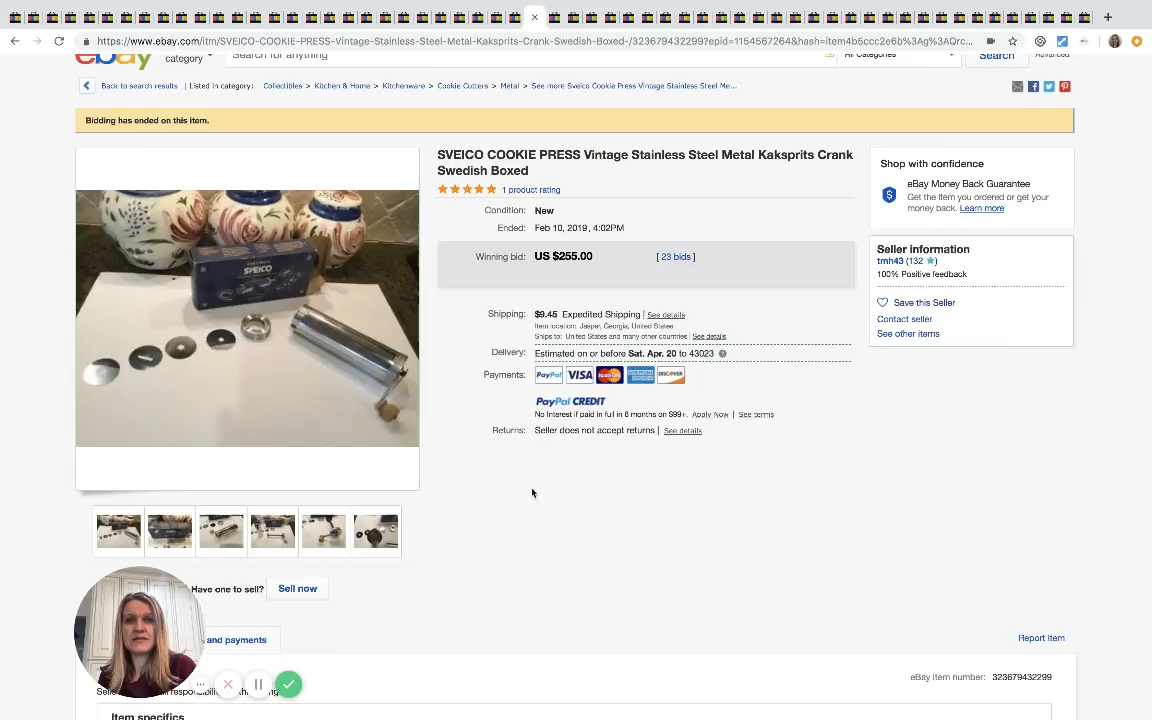 https://www.ebay.com/itm/SVEICO-COOKIE-PRESS-Vintage-Stainless-Steel-Metal-Kaksprits-Crank-Swedish-Boxed-/323679432299?epid=1154567264&hash=item4b5ccc2e6b%3Ag%3AQrc...
ebay category Search for anything All Categories Search Advanced
Back to search results | Listed in category: Collectibles > Kitchen & Home > Kitchenware > Cookie Cutters > Metal > See more Sveico Cookie Press Vintage Stainless Steel Me...
Bidding has ended on this item.
SVEICO COOKIE PRESS Vintage Stainless Steel Metal Kaksprits Crank
Swedish Boxed
1 product rating
Condition: New
Ended: Feb 10, 2019 , 4:02PM
Winning bid: US $255.00 [ 23 bids ]
Shipping: $9.45 Expedited Shipping | See details
Item location: Jasper, Georgia, United States
Ships to: United States and many other countries | See details
Delivery: Estimated on or before Sat. Apr. 20 to 43023
Payments: PayPal VISA MasterCard AMERICAN EXPRESS DISCOVER
PayPal CREDIT
No Interest if paid in full in 6 months on $99+. Apply Now | See terms
Returns: Seller does not accept returns | See details
Shop with confidence
eBay Money Back Guarantee
Get the item you ordered or get your
money back. Learn more
Seller information
tmh43 (132 )
100% Positive feedback
Save this Seller
Contact seller
See other items
SVEICO
Have one to sell? Sell now
and payments
Report item
eBay item number: 323679432299
Item specifics